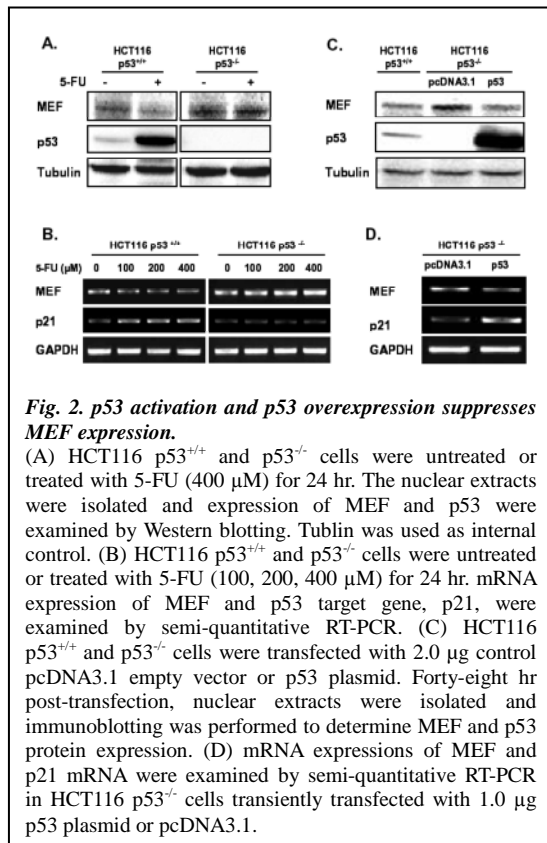 A.
HCT116 p53+/+
HCT116 p53-/-
5-FU - + - +
MEF
p53
Tubulin
C.
HCT116 p53+/+
HCT116 p53-/-
pcDNA3.1 p53
MEF
p53
Tubulin
B.
HCT116 p53 +/+
HCT116 p53 -/-
5-FU (μM) 0 100 200 400 0 100 200 400
MEF
p21
GAPDH
D.
HCT116 p53 -/-
pcDNA3.1 p53
MEF
p21
GAPDH
Fig. 2. p53 activation and p53 overexpression suppresses
MEF expression.
(A) HCT116 p53+/+ and p53-/- cells were untreated or
treated with 5-FU (400 μM) for 24 hr. The nuclear extracts
were isolated and expression of MEF and p53 were
examined by Western blotting. Tublin was used as internal
control. (B) HCT116 p53+/+ and p53-/- cells were untreated
or treated with 5-FU (100, 200, 400 μM) for 24 hr. mRNA
expression of MEF and p53 target gene, p21, were
examined by semi-quantitative RT-PCR. (C) HCT116
p53+/+ and p53-/- cells were transfected with 2.0 μg control
pcDNA3.1 empty vector or p53 plasmid. Forty-eight hr
post-transfection, nuclear extracts were isolated and
immunoblotting was performed to determine MEF and p53
protein expression. (D) mRNA expressions of MEF and
p21 mRNA were examined by semi-quantitative RT-PCR
in HCT116 p53-/- cells transiently transfected with 1.0 μg
p53 plasmid or pcDNA3.1.